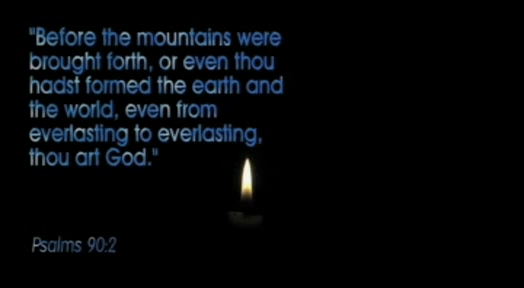 "Before the mountains were
brought forth, or even thou
hadst formed the earth and
the world, even from
everlasting to everlasting,
thou art God."
Psalms 90:2